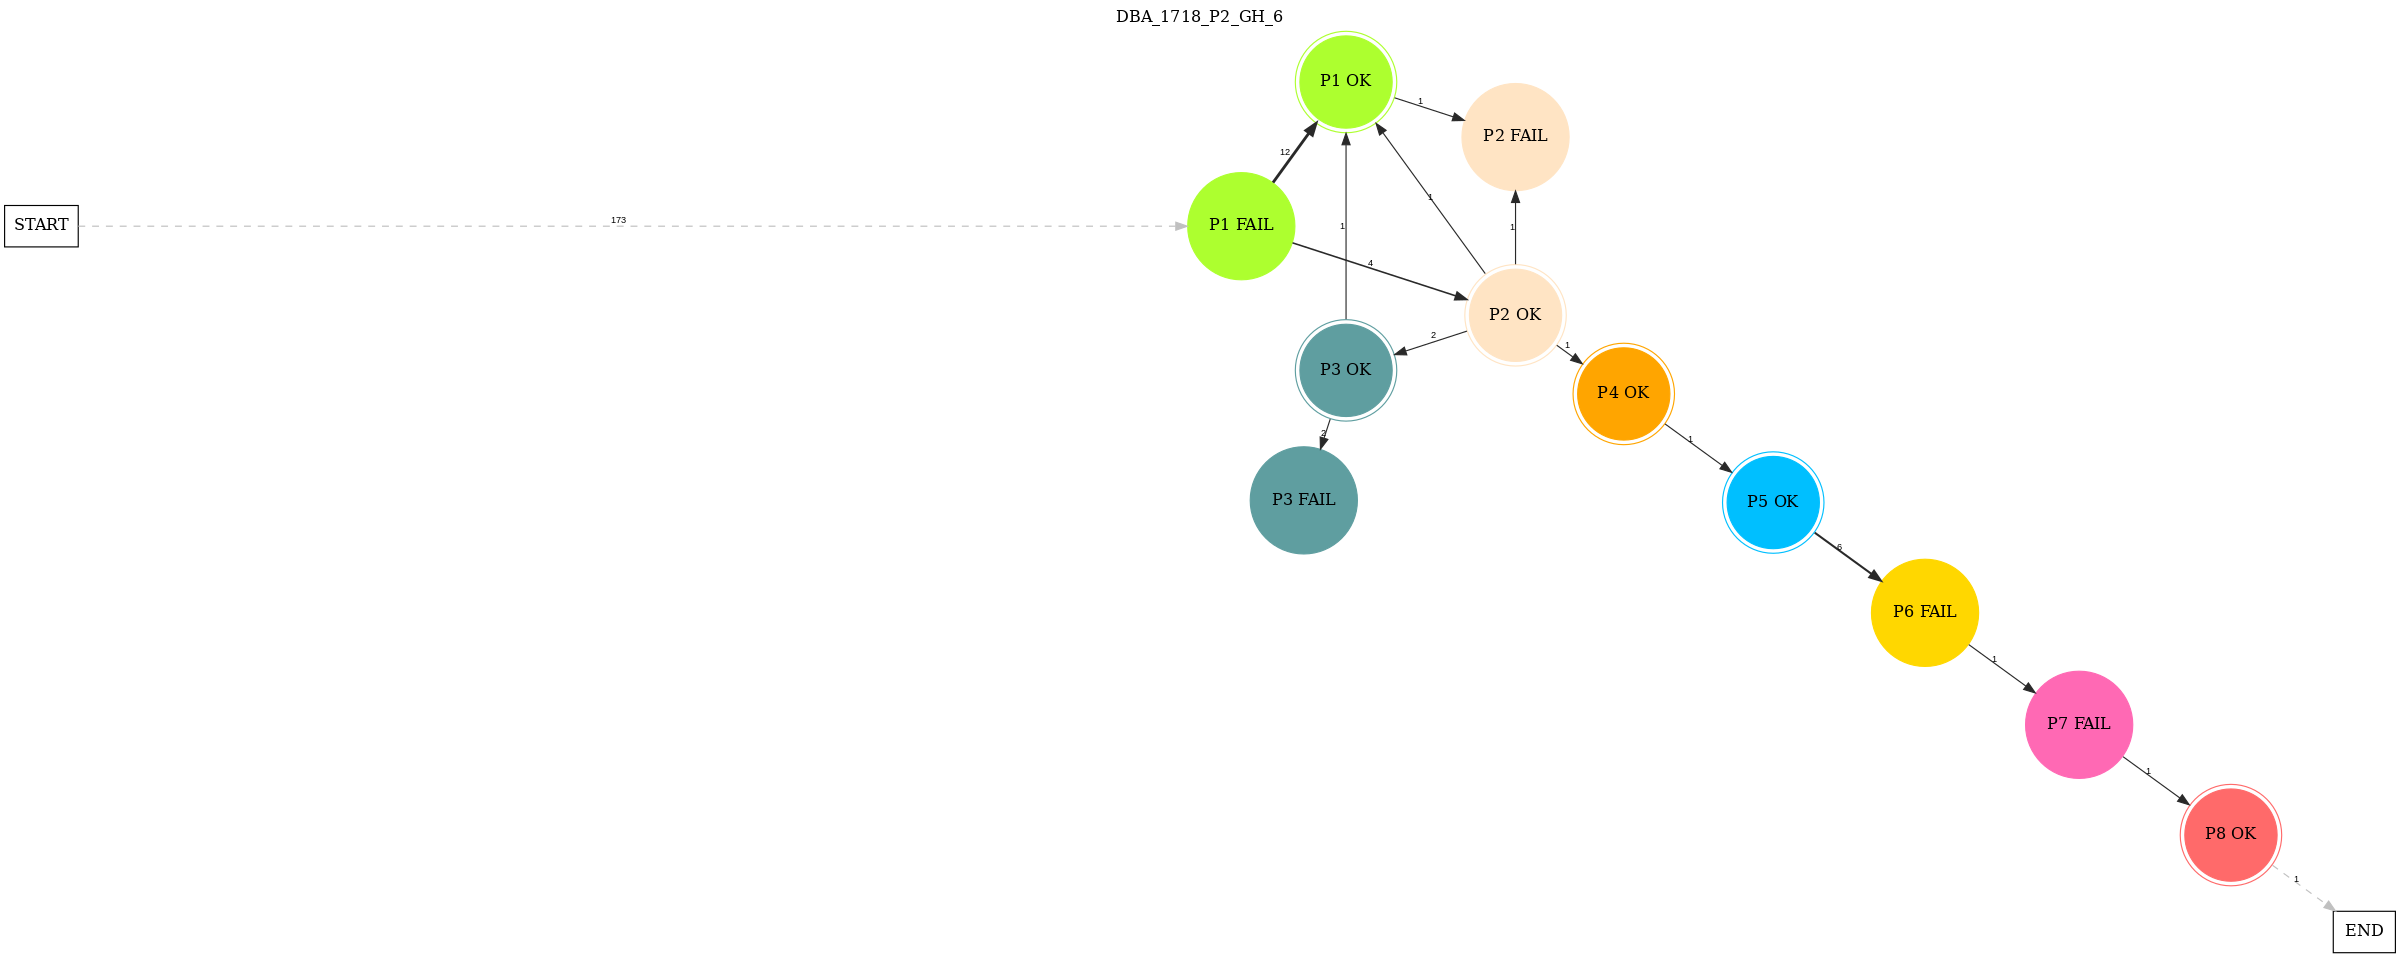 DBA_1718_P2_GH_6
P1 OK
1
P2 FAIL
12
1
START
173
P1 FAIL
1
1
4
P2 OK
2
1
P3 OK
P4 OK
2
1
P3 FAIL
P5 OK
6
P6 FAIL
1
P7 FAIL
1
P8 OK
1
END